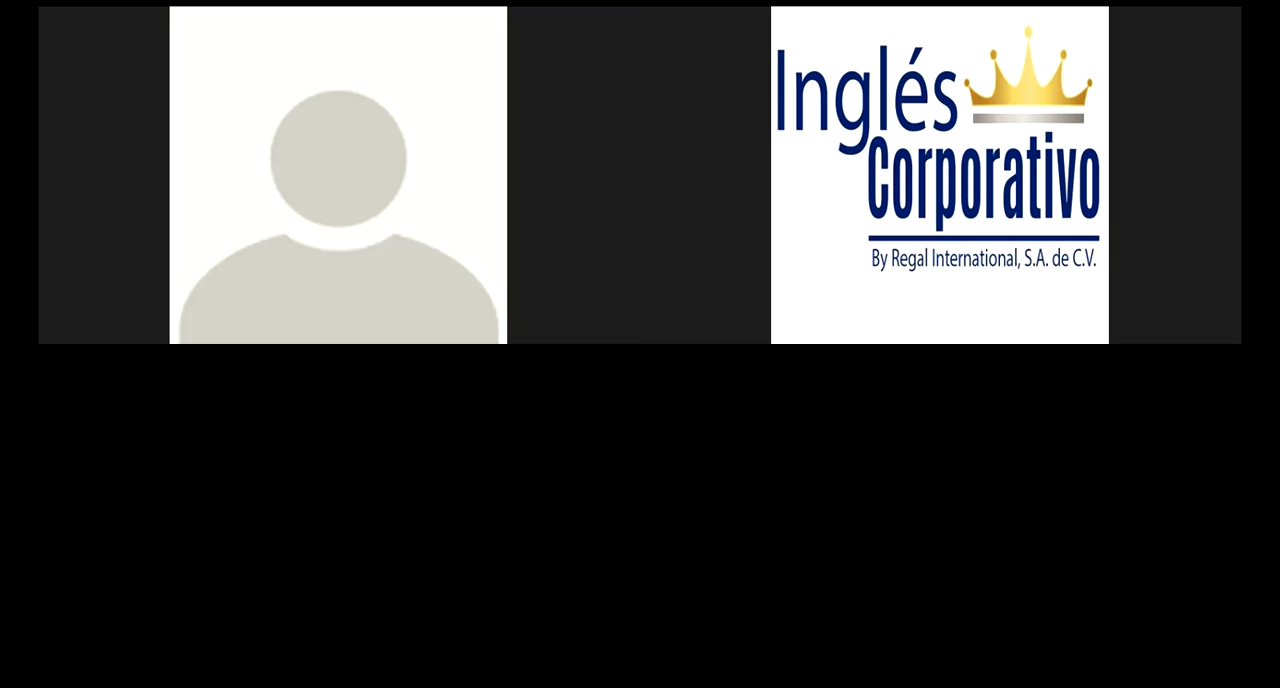 Inglés
Corporativo
By Regal International, S.A. de C.V.